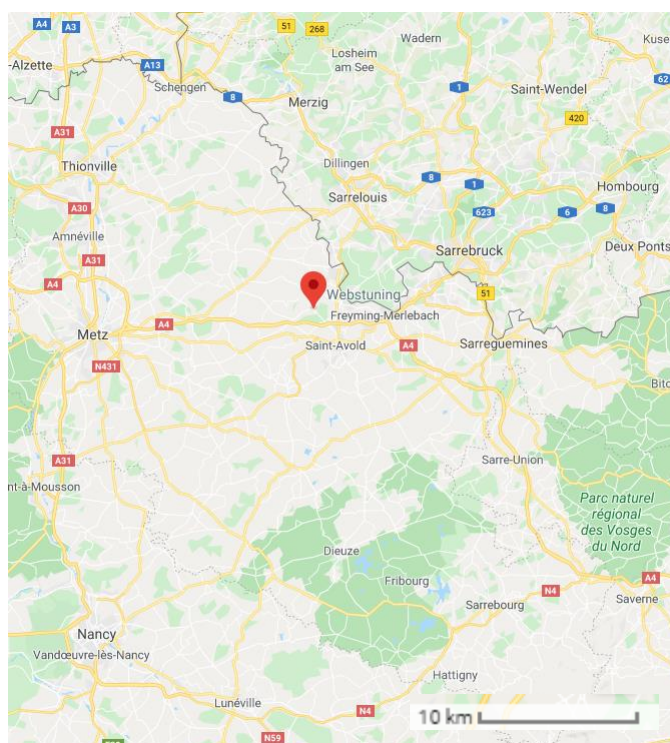 A4
A3
51
268
Wadern
Kuse
-Alzette
A13
Losheim
am See
1
62
Schengen
8
Merzig
Saint-Wendel
420
A31
Thionville
Dillingen
8
1
Hombourg
A30
Sarrelouis
623
6
8
Amnéville
A31
Sarrebruck
Deux Ponts
A4
Webstuning
51
Metz
A4
Freyming-Merlebach
Saint-Avold
A4
Sarreguemines
N431
Bitc
A31
Sarre-Union
nt-à-Mousson
Parc naturel
régional
des Vosges
du Nord
Dieuze
Fribourg
N4
A4
Sarrebourg
Saverne
Nancy
Vandœuvre-lès-Nancy
Hattigny
Lunéville
N4
10 km
N59